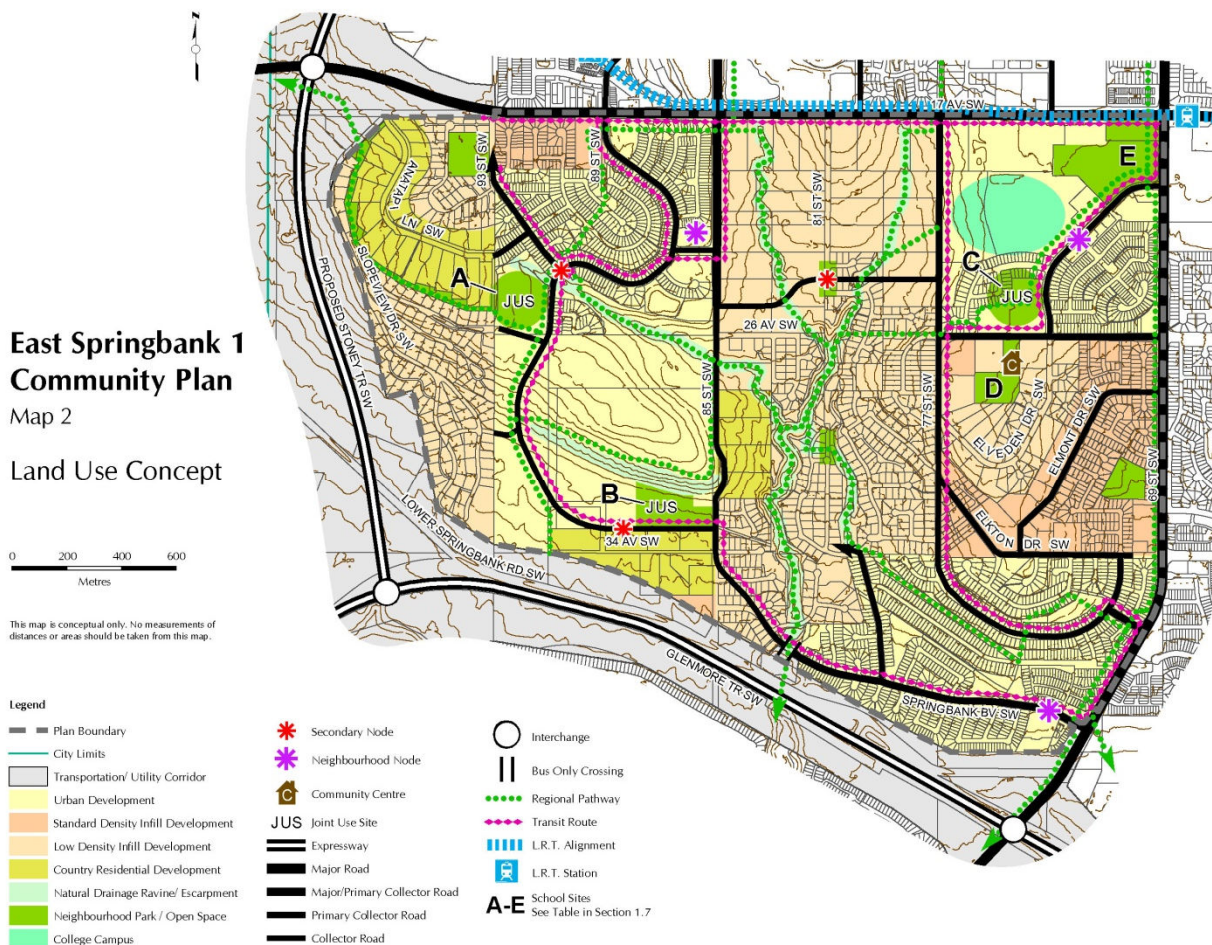 N
East Springbank 1
Community Plan
Map 2
Land Use Concept
0 200 400 600
Metres
This map is conceptual only. No measurements of
distances or areas should be taken from this map.
17 AV SW
E
93 ST SW
89 ST SW
81 ST SW
ANATAPI
LN SW
SLOPEVIEW DR SW
PROPOSED STONEY TR SW
A
JUS
C
JUS
26 AV SW
85 ST SW
77 ST SW
69 ST SW
C
D
ELVEDEN DR SW
ELMONT DR SW
ELKTON DR SW
B
JUS
34 AV SW
LOWER SPRINGBANK RD SW
GLENMORE TR SW
SPRINGBANK BV SW
Legend
Plan Boundary
City Limits
Transportation/ Utility Corridor
Urban Development
Standard Density Infill Development
Low Density Infill Development
Country Residential Development
Natural Drainage Ravine/ Escarpment
Neighbourhood Park / Open Space
College Campus
Secondary Node
Neighbourhood Node
C Community Centre
JUS Joint Use Site
Expressway
Major Road
Major/Primary Collector Road
Primary Collector Road
Collector Road
Interchange
Bus Only Crossing
Regional Pathway
Transit Route
L.R.T. Alignment
L.R.T. Station
A-E School Sites
See Table in Section 1.7